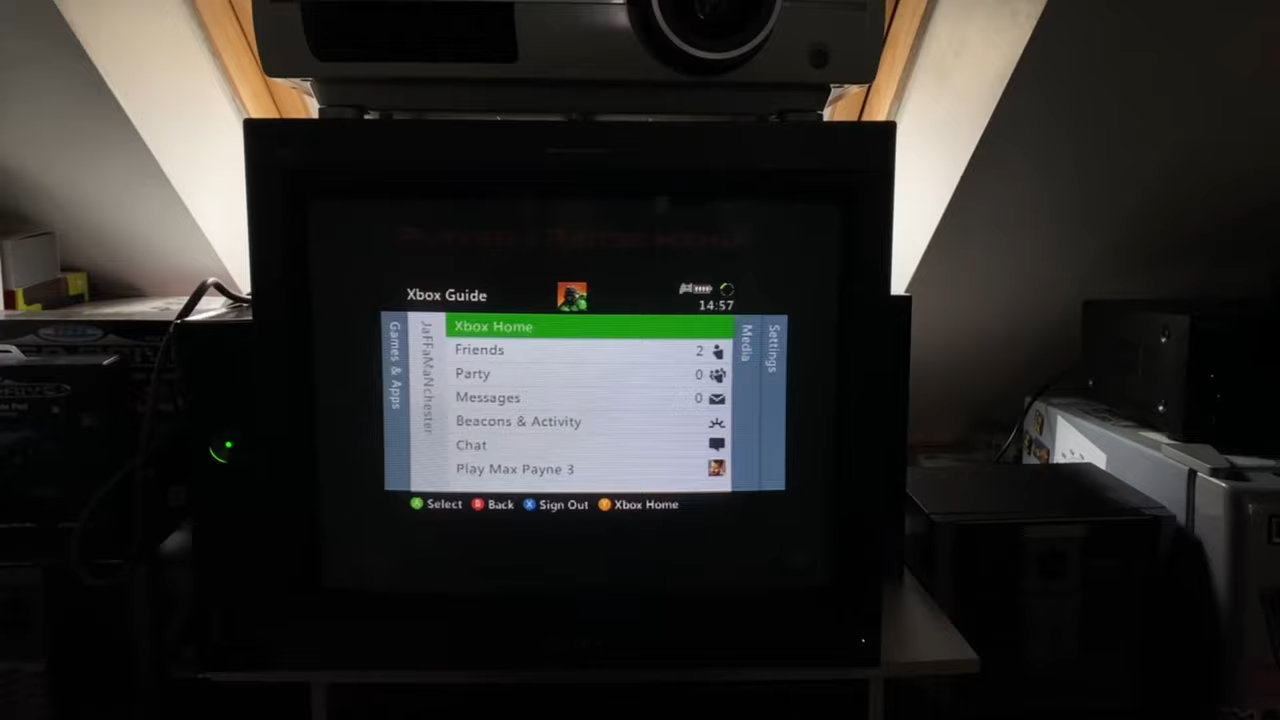 Xbox Guide
14:57
Games & Apps
JaFFaMaNchester
Xbox Home
Friends 2
Party 0
Messages 0
Beacons & Activity
Chat
Play Max Payne 3
Media
Settings
A Select B Back X Sign Out Y Xbox Home